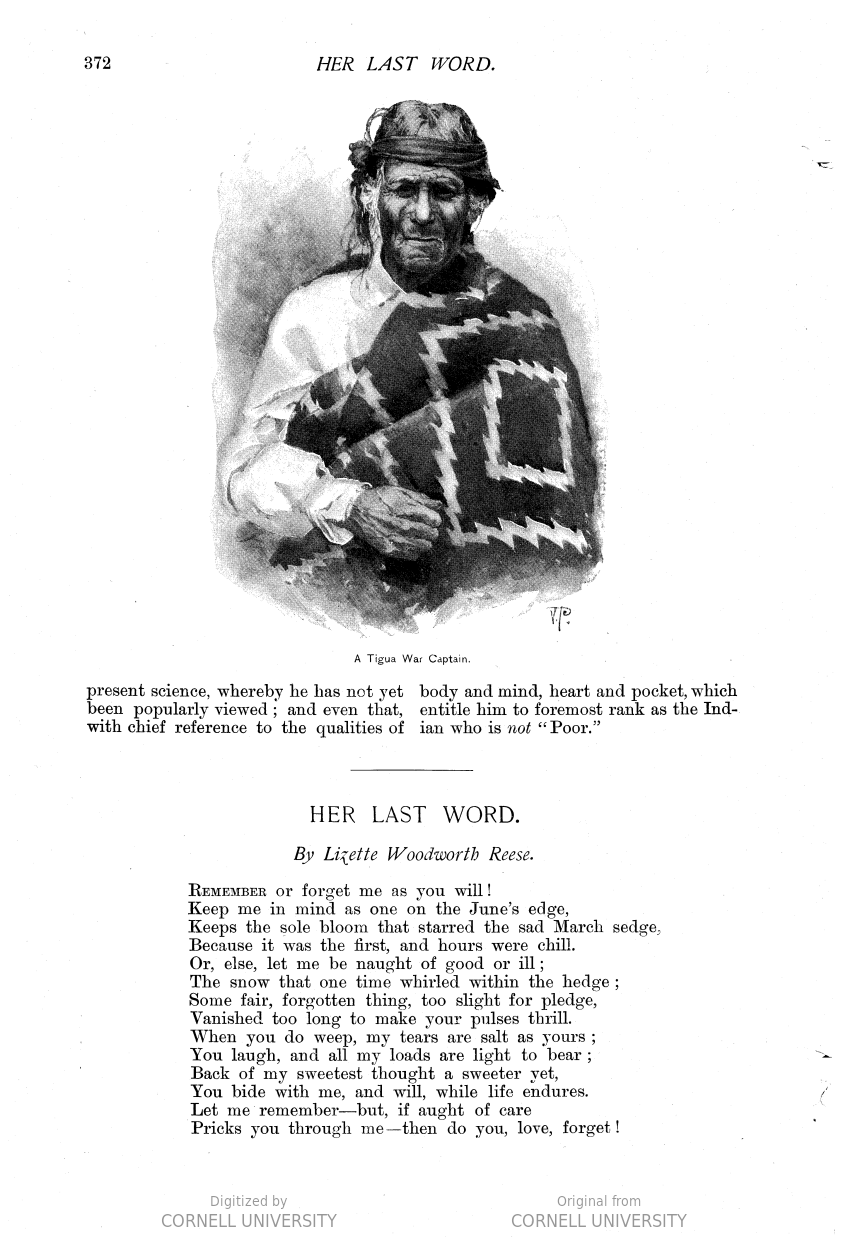 372
HER LAST WORD.
A Tigua War Captain.
present science, whereby he has not yet
been popularly viewed ; and even that,
with chief reference to the qualities of
body and mind, heart and pocket, which
entitle him to foremost rank as the Ind-
ian who is not “Poor.”
HER LAST WORD.
By Lizette Woodworth Reese.
REMEMBER or forget me as you will !
Keep me in mind as one on the June's edge,
Keeps the sole bloom that starred the sad March sedge,
Because it was the first, and hours were chill.
Or, else, let me be naught of good or ill ;
The snow that one time whirled within the hedge ;
Some fair, forgotten thing, too slight for pledge,
Vanished too long to make your pulses thrill.
When you do weep, my tears are salt as yours ;
You laugh, and all my loads are light to bear ;
Back of my sweetest thought a sweeter yet,
You bide with me, and will, while life endures.
Let me remember—but, if aught of care
Pricks you through me—then do you, love, forget !
Digitized by
CORNELL UNIVERSITY
Original from
CORNELL UNIVERSITY